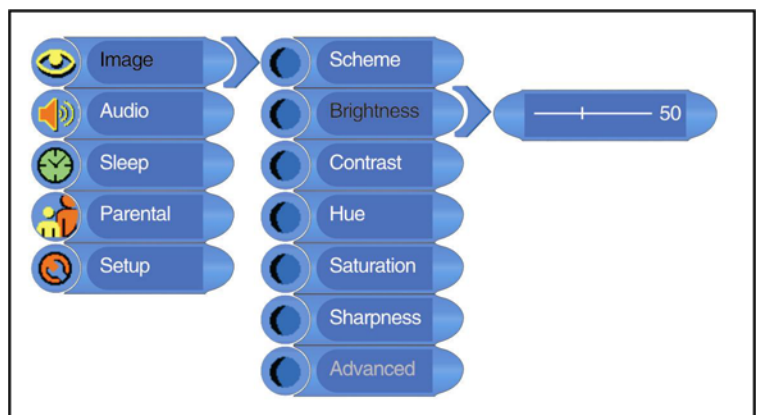 Image
Audio
Sleep
Parental
Setup
Scheme
Brightness
Contrast
Hue
Saturation
Sharpness
Advanced
50